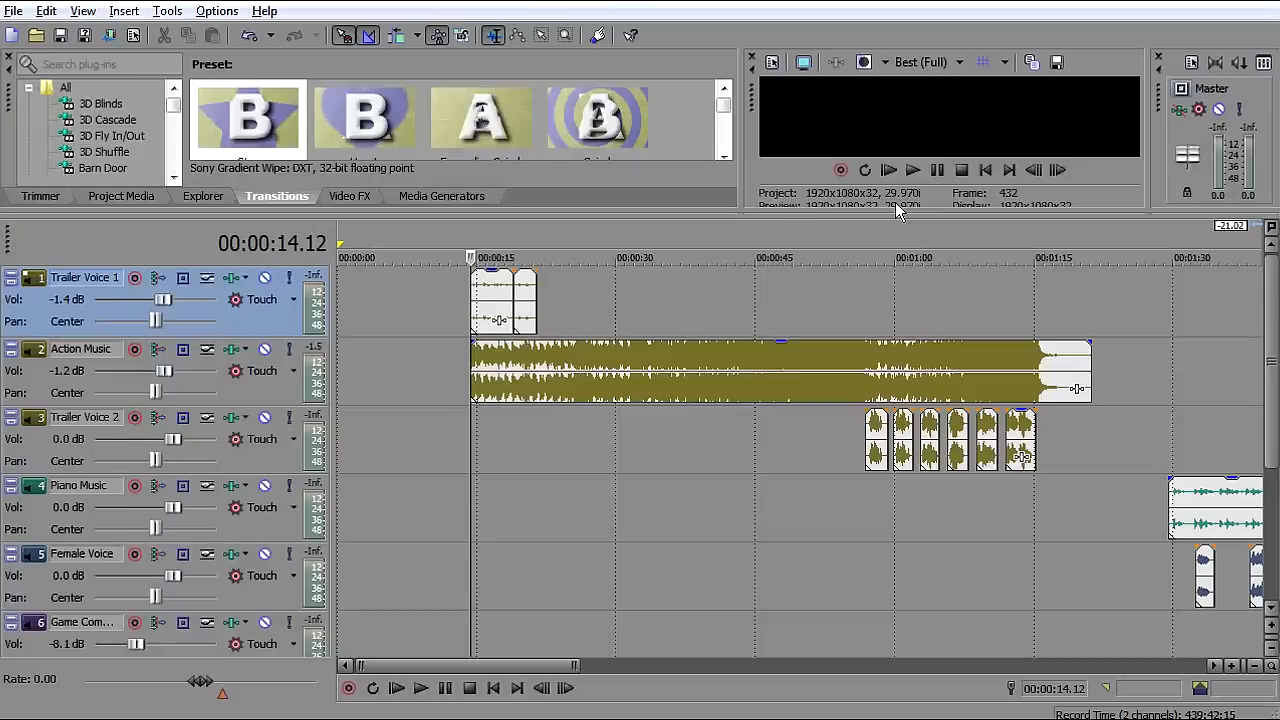 File Edit View Insert Tools Options Help
Search plug-ins
Preset:
All
3D Blinds
3D Cascade
3D Fly In/Out
3D Shuffle
Barn Door
B B A
Sony Gradient Wipe: DXT, 32-bit floating point
Trimmer Project Media Explorer Transitions Video FX Media Generators
Best (Full)
Project: 1920x1080x32, 29.970i Frame: 432
Preview: 1920x1080x32, 29.970i Display: 1920x1080x32
Master
-Inf. -Inf.
12
24
36
48
0.0 0.0
00:00:14.12
-21.02
00:00:00 00:00:15 00:00:30 00:00:45 00:01:00 00:01:15 00:01:30
1 Trailer Voice 1 -Inf.
Vol: -1.4 dB Touch
Pan: Center
12
24
36
48
2 Action Music -1.5
Vol: -1.2 dB Touch
Pan: Center
12
24
36
48
3 Trailer Voice 2 -Inf.
Vol: 0.0 dB Touch
Pan: Center
12
24
36
48
4 Piano Music -Inf.
Vol: 0.0 dB Touch
Pan: Center
12
24
36
48
5 Female Voice -Inf.
Vol: 0.0 dB Touch
Pan: Center
12
24
36
48
6 Game Com... -Inf.
Vol: -8.1 dB Touch
12
24
Rate: 0.00
00:00:14.12
Record Time (2 channels): 439:42:15